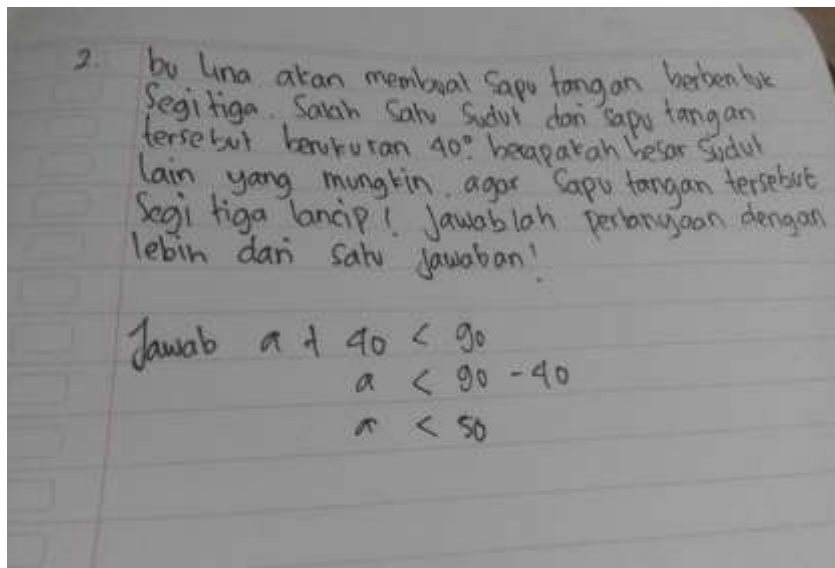 2. bu Lina akan membuat Sapu tangan berbentuk
Segitiga. Salah Satu Sudut dari sapu tangan
tersebut berukuran 40°. berapakah besar Sudut
lain yang mungkin agar Sapu tangan tersebut
Segi tiga lancip! Jawablah pertanyaan dengan
lebih dari satu jawaban!
Jawab a + 40 < 90
a < 90 - 40
a < 50